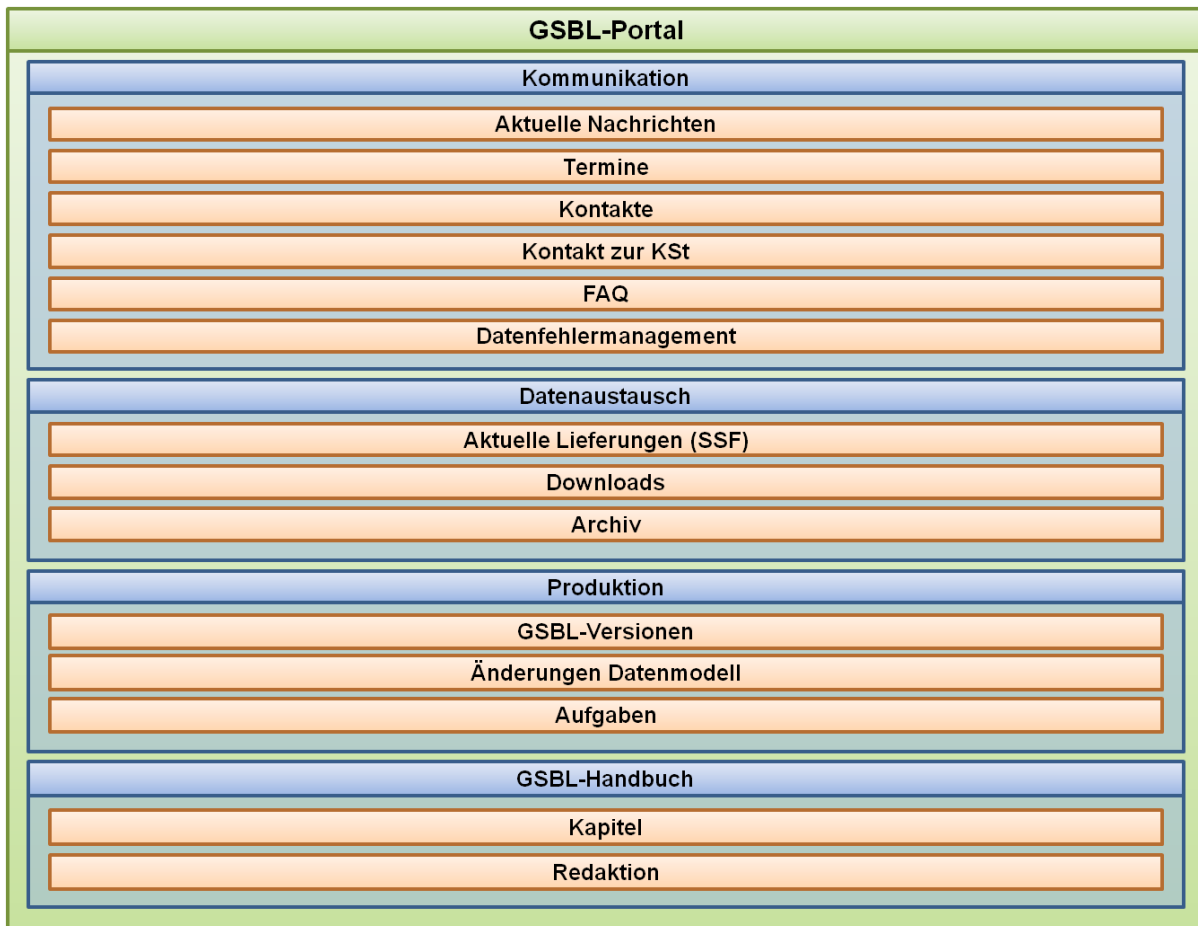 GSBL-Portal
Kommunikation
Aktuelle Nachrichten
Termine
Kontakte
Kontakt zur KSt
FAQ
Datenfehlermanagement
Datenaustausch
Aktuelle Lieferungen (SSF)
Downloads
Archiv
Produktion
GSBL-Versionen
Änderungen Datenmodell
Aufgaben
GSBL-Handbuch
Kapitel
Redaktion